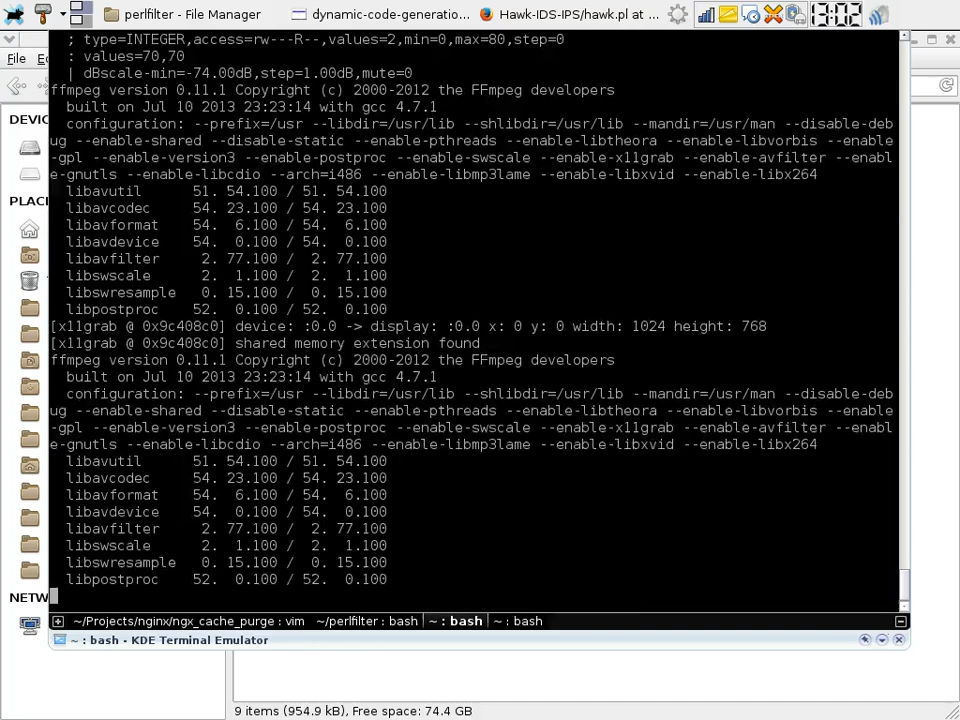 perlfilter - File Manager
dynamic-code-generatio...
Hawk-IDS-IPS/hawk.pl at ...
3:02
File
DEVIC
PLAC
NETW
; type=INTEGER,access=rw---R--,values=2,min=0,max=80,step=0
: values=70,70
| dBscale-min=-74.00dB,step=1.00dB,mute=0
ffmpeg version 0.11.1 Copyright (c) 2000-2012 the FFmpeg developers
built on Jul 10 2013 23:23:14 with gcc 4.7.1
configuration: --prefix=/usr --libdir=/usr/lib --shlibdir=/usr/lib --mandir=/usr/man --disable-deb
ug --enable-shared --disable-static --enable-pthreads --enable-libtheora --enable-libvorbis --enable
-gpl --enable-version3 --enable-postproc --enable-swscale --enable-x11grab --enable-avfilter --enabl
e-gnutls --enable-libcdio --arch=i486 --enable-libmp3lame --enable-libxvid --enable-libx264
libavutil 51. 54.100 / 51. 54.100
libavcodec 54. 23.100 / 54. 23.100
libavformat 54. 6.100 / 54. 6.100
libavdevice 54. 0.100 / 54. 0.100
libavfilter 2. 77.100 / 2. 77.100
libswscale 2. 1.100 / 2. 1.100
libswresample 0. 15.100 / 0. 15.100
libpostproc 52. 0.100 / 52. 0.100
[x11grab @ 0x9c408c0] device: :0.0 -> display: :0.0 x: 0 y: 0 width: 1024 height: 768
[x11grab @ 0x9c408c0] shared memory extension found
ffmpeg version 0.11.1 Copyright (c) 2000-2012 the FFmpeg developers
built on Jul 10 2013 23:23:14 with gcc 4.7.1
configuration: --prefix=/usr --libdir=/usr/lib --shlibdir=/usr/lib --mandir=/usr/man --disable-deb
ug --enable-shared --disable-static --enable-pthreads --enable-libtheora --enable-libvorbis --enable
-gpl --enable-version3 --enable-postproc --enable-swscale --enable-x11grab --enable-avfilter --enabl
e-gnutls --enable-libcdio --arch=i486 --enable-libmp3lame --enable-libxvid --enable-libx264
libavutil 51. 54.100 / 51. 54.100
libavcodec 54. 23.100 / 54. 23.100
libavformat 54. 6.100 / 54. 6.100
libavdevice 54. 0.100 / 54. 0.100
libavfilter 2. 77.100 / 2. 77.100
libswscale 2. 1.100 / 2. 1.100
libswresample 0. 15.100 / 0. 15.100
libpostproc 52. 0.100 / 52. 0.100
~/Projects/nginx/ngx_cache_purge : vim
~/perlfilter : bash
~ : bash
~ : bash
~ : bash - KDE Terminal Emulator
9 items (954.9 kB), Free space: 74.4 GB